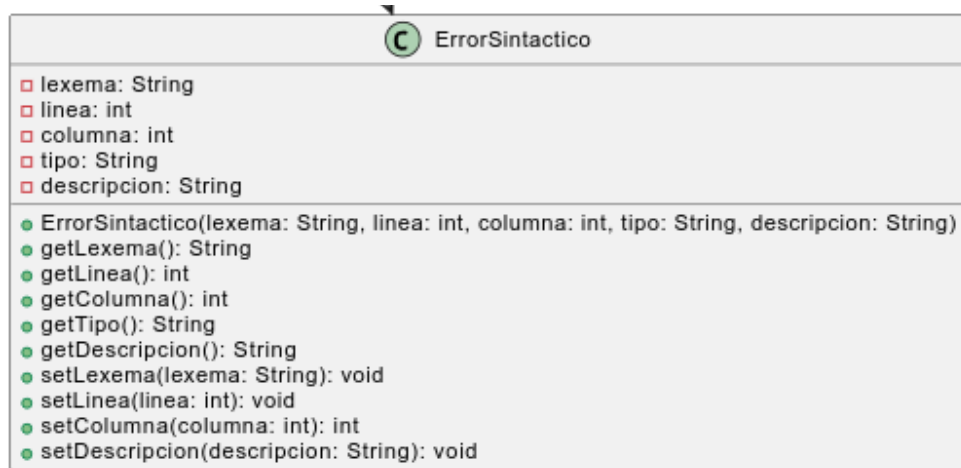 C ErrorSintactico
lexema: String
linea: int
columna: int
tipo: String
descripcion: String
ErrorSintactico(lexema: String, linea: int, columna: int, tipo: String, descripcion: String)
getLexema(): String
getLinea(): int
getColumna(): int
getTipo(): String
getDescripcion(): String
setLexema(lexema: String): void
setLinea(linea: int): void
setColumna(columna: int): int
setDescripcion(descripcion: String): void